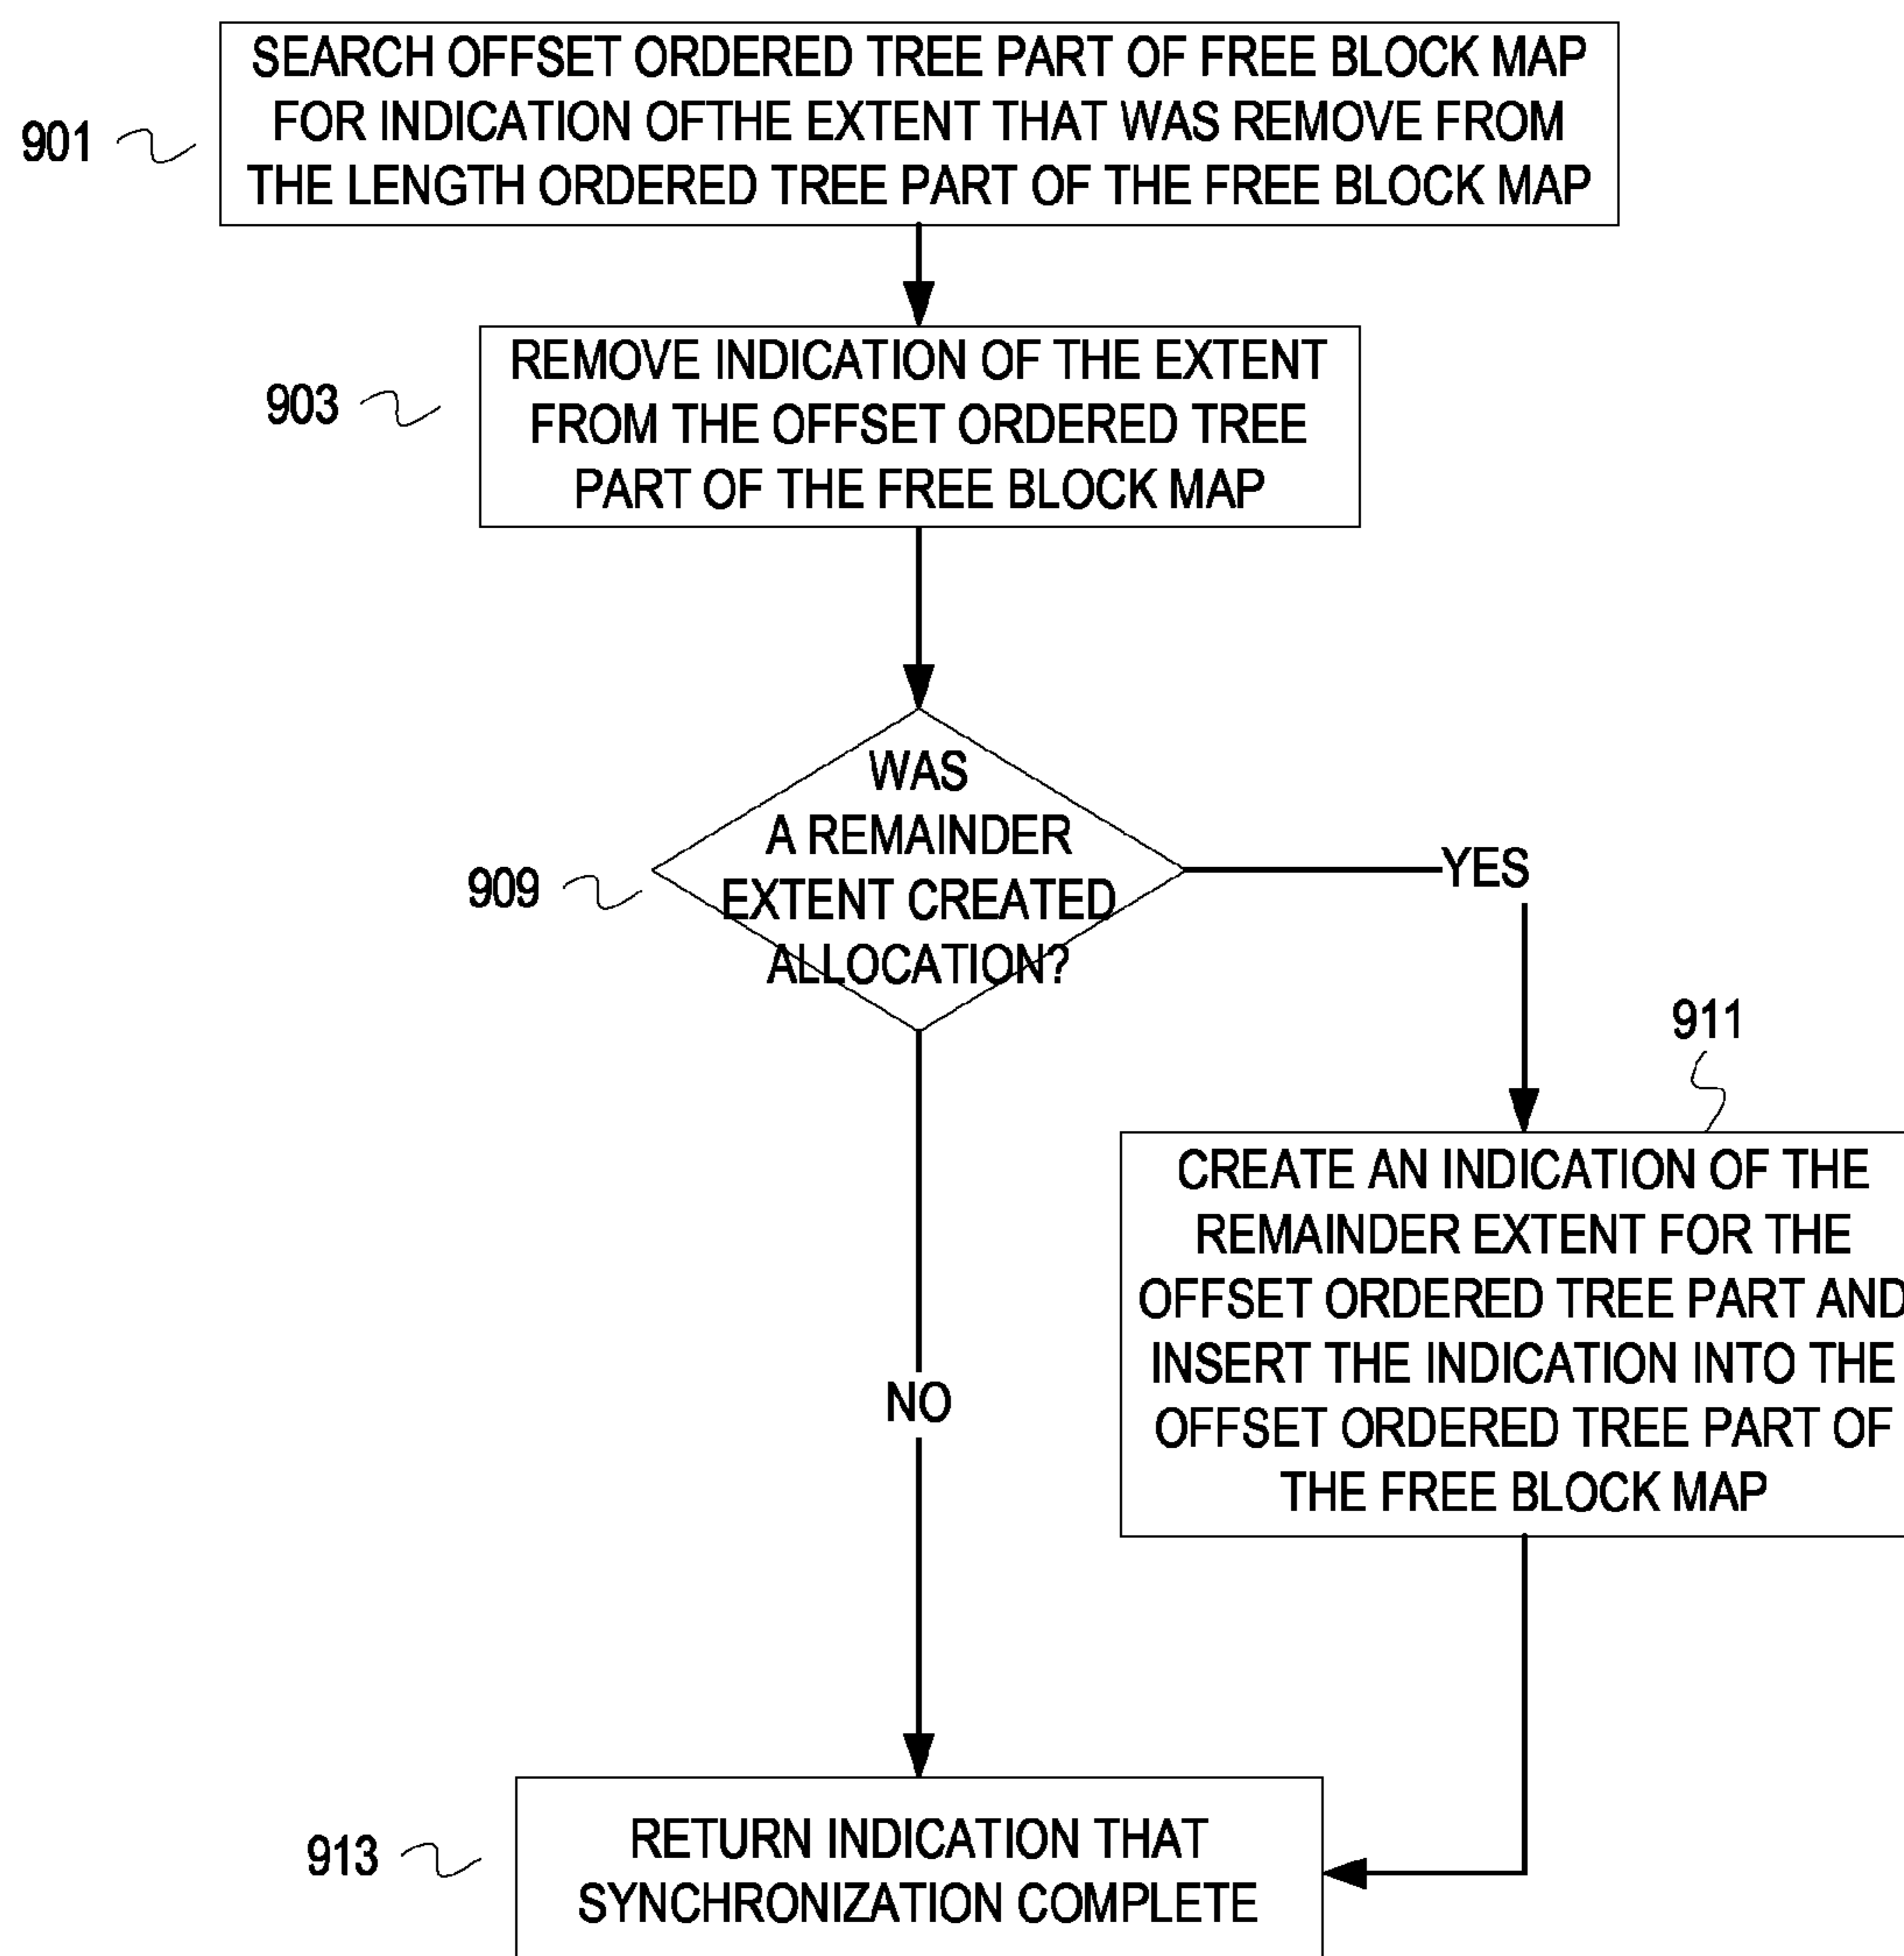 SEARCH OFFSET ORDERED TREE PART OF FREE BLOCK MAP
FOR INDICATION OFTHE EXTENT THAT WAS REMOVE FROM
THE LENGTH ORDERED TREE PART OF THE FREE BLOCK MAP
901
REMOVE INDICATION OF THE EXTENT
FROM THE OFFSET ORDERED TREE
PART OF THE FREE BLOCK MAP
903
WAS
A REMAINDER
EXTENT CREATED
ALLOCATION?
909
YES
911
CREATE AN INDICATION OF THE
REMAINDER EXTENT FOR THE
OFFSET ORDERED TREE PART AND
INSERT THE INDICATION INTO THE
OFFSET ORDERED TREE PART OF
THE FREE BLOCK MAP
NO
913
RETURN INDICATION THAT
SYNCHRONIZATION COMPLETE